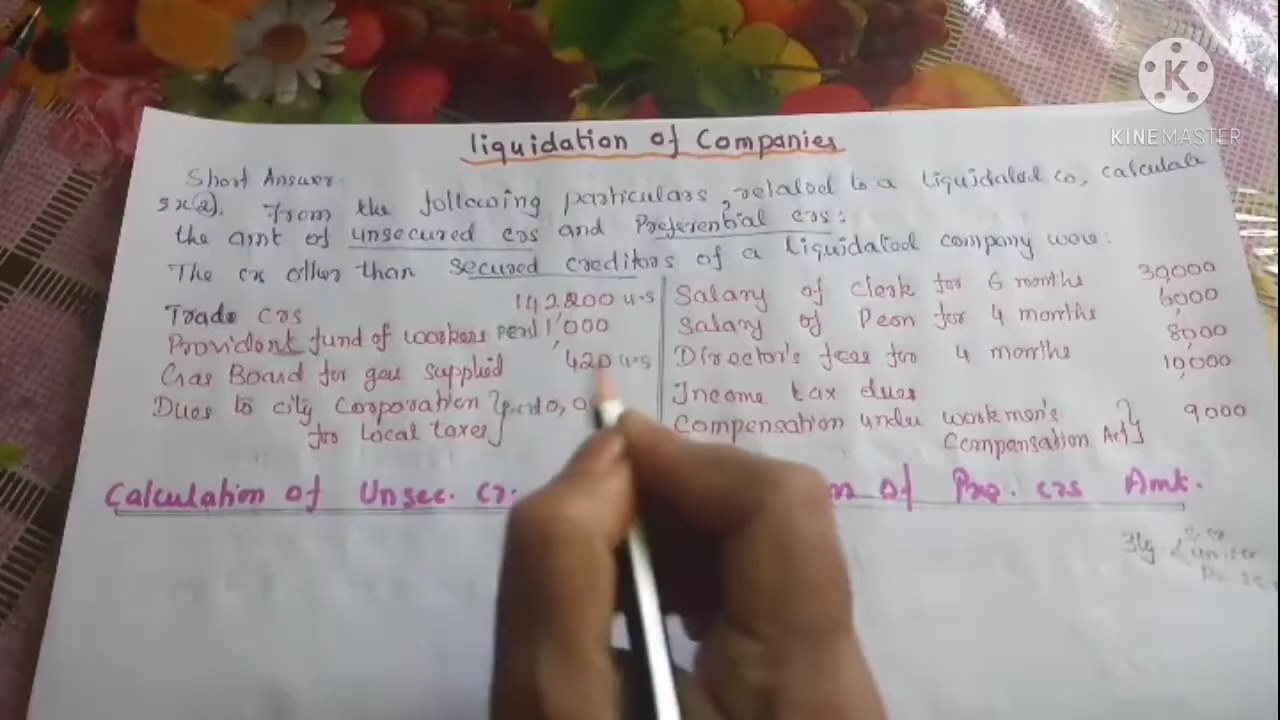 K
KINEMASTER
liquidation of Companies
Short Answer.
5x(2). From the following particulars, related to a liquidated co, calculate
the amt of unsecured crs and Preferential crs:
The crs other than secured creditors of a liquidated company were:
Trade crs 142800 u.s
Provident fund of workers 11,000
Gas Board for gas supplied 420 u.s
Dues to city Corporation
for Local taxes
Salary of Clerk for 6 months 30,000
Salary of Peon for 4 months 6000
Director's fees for 4 months 8000
Income tax dues 10,000
Compensation under workmen's
Compensation Act} 9000
Calculation of Unsec. Cr. of Pre. crs Amt.